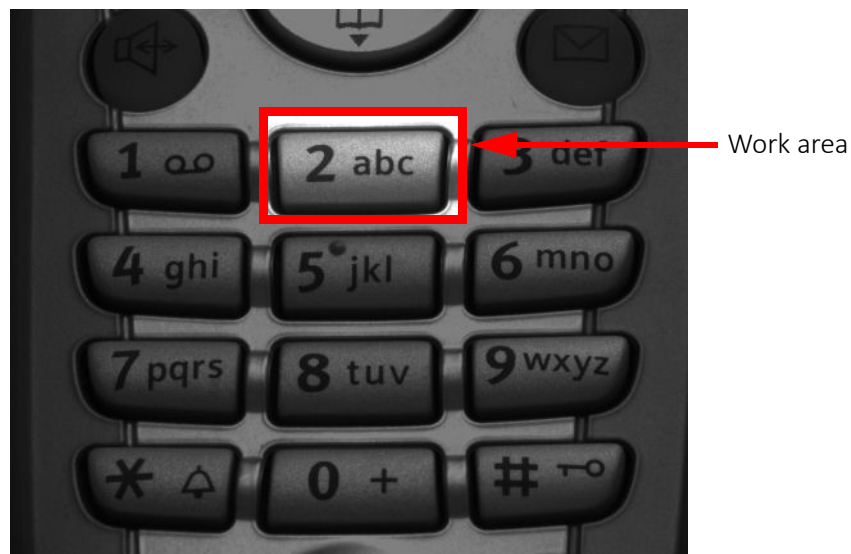 1 2 abc 3 def
Work area
4 ghi 5 jkl 6 mno
7 pqrs 8 tuv 9 wxyz
* 0 + #